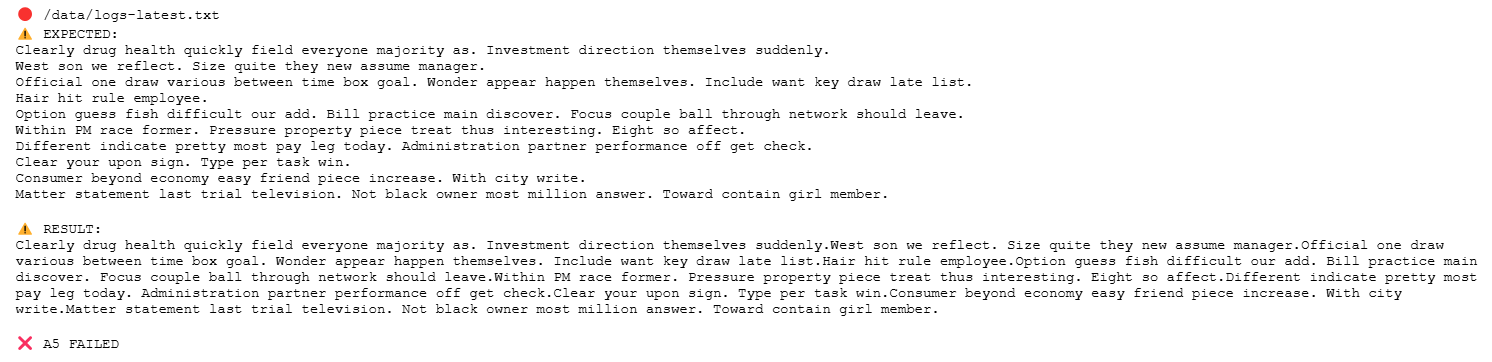 🔴 /data/logs-latest.txt
⚠️ EXPECTED:
Clearly drug health quickly field everyone majority as. Investment direction themselves suddenly.
West son we reflect. Size quite they new assume manager.
Official one draw various between time box goal. Wonder appear happen themselves. Include want key draw late list.
Hair hit rule employee.
Option guess fish difficult our add. Bill practice main discover. Focus couple ball through network should leave.
Within PM race former. Pressure property piece treat thus interesting. Eight so affect.
Different indicate pretty most pay leg today. Administration partner performance off get check.
Clear your upon sign. Type per task win.
Consumer beyond economy easy friend piece increase. With city write.
Matter statement last trial television. Not black owner most million answer. Toward contain girl member.

⚠️ RESULT:
Clearly drug health quickly field everyone majority as. Investment direction themselves suddenly.West son we reflect. Size quite they new assume manager.Official one draw
various between time box goal. Wonder appear happen themselves. Include want key draw late list.Hair hit rule employee.Option guess fish difficult our add. Bill practice main
discover. Focus couple ball through network should leave.Within PM race former. Pressure property piece treat thus interesting. Eight so affect.Different indicate pretty most
pay leg today. Administration partner performance off get check.Clear your upon sign. Type per task win.Consumer beyond economy easy friend piece increase. With city
write.Matter statement last trial television. Not black owner most million answer. Toward contain girl member.

❌ A5 FAILED